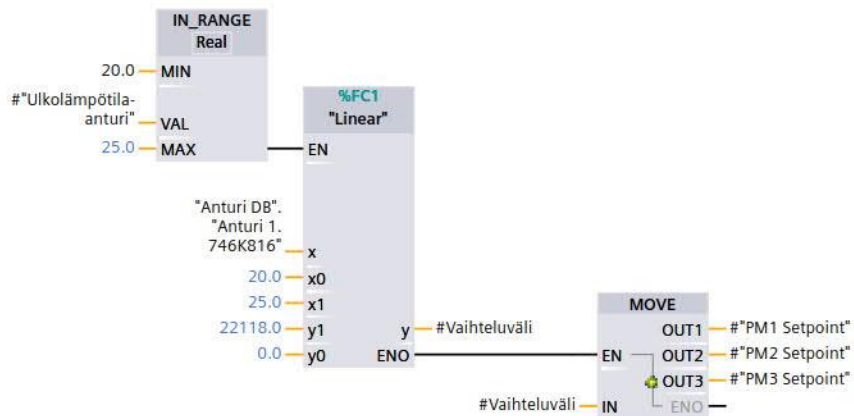 IN_RANGE
Real
20.0 MIN
#"Ulkolämpötila-
anturi" VAL
25.0 MAX
%FC1
"Linear"
EN
"Anturi DB".
"Anturi 1.
746K816" x
20.0 x0
25.0 x1
22118.0 y1 y #Vaihteluväli
0.0 y0 ENO
MOVE
OUT1 #"PM1 Setpoint"
EN OUT2 #"PM2 Setpoint"
OUT3 #"PM3 Setpoint"
#Vaihteluväli IN ENO